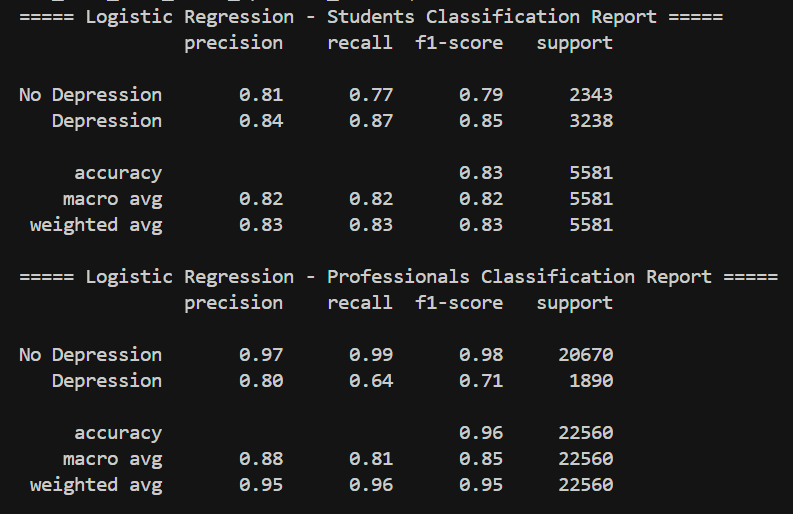 ===== Logistic Regression - Students Classification Report =====
precision recall f1-score support
No Depression 0.81 0.77 0.79 2343
Depression 0.84 0.87 0.85 3238
accuracy 0.83 5581
macro avg 0.82 0.82 0.82 5581
weighted avg 0.83 0.83 0.83 5581
===== Logistic Regression - Professionals Classification Report =====
precision recall f1-score support
No Depression 0.97 0.99 0.98 20670
Depression 0.80 0.64 0.71 1890
accuracy 0.96 22560
macro avg 0.88 0.81 0.85 22560
weighted avg 0.95 0.96 0.95 22560